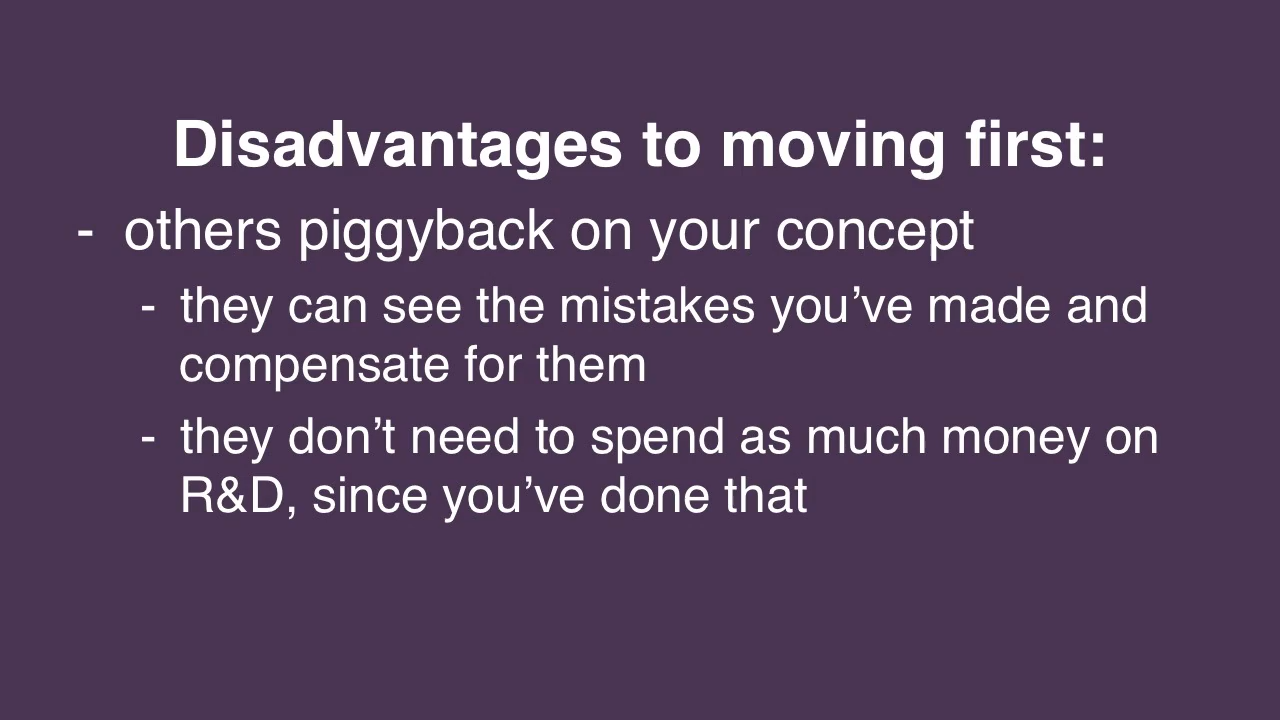 Disadvantages to moving first:
- others piggyback on your concept
- they can see the mistakes you’ve made and
compensate for them
- they don’t need to spend as much money on
R&D, since you’ve done that